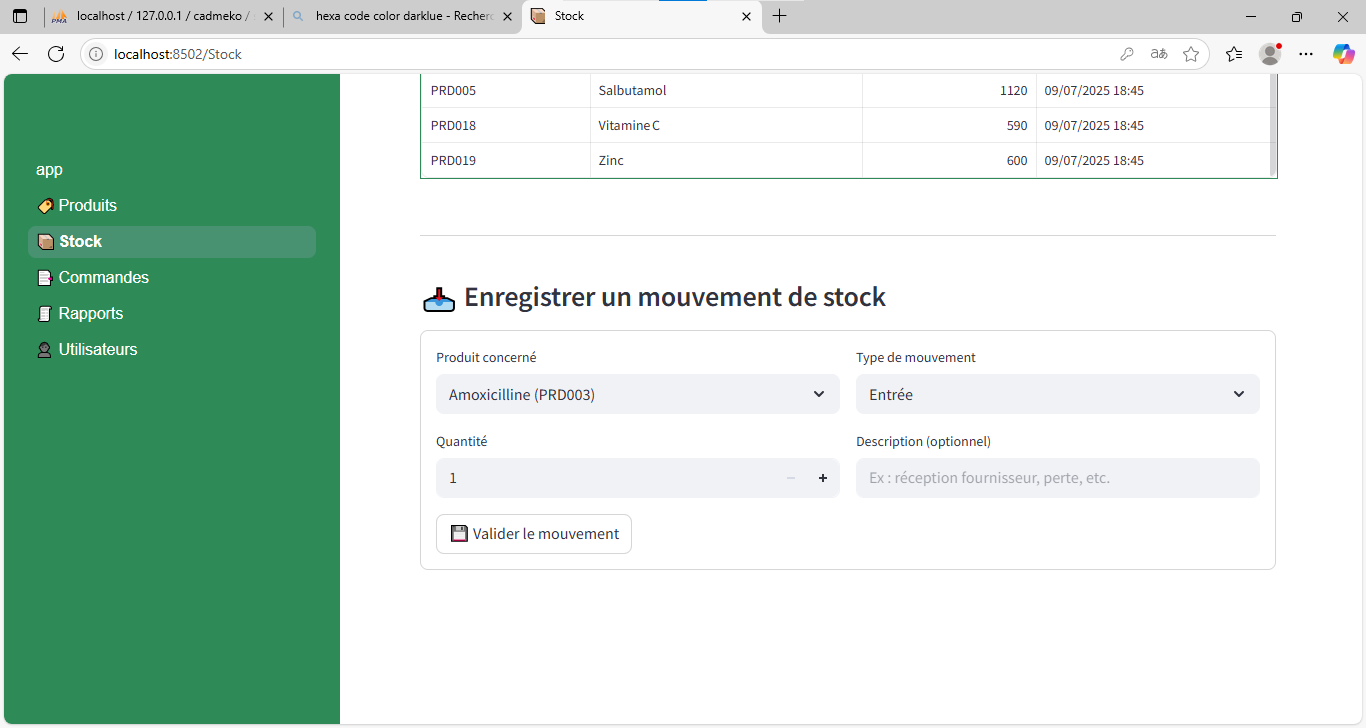 localhost / 127.0.0.1 / cadmeko /
hexa code color darklue - Recher
Stock
localhost:8502/Stock
PRD005 Salbutamol 1120 09/07/2025 18:45
PRD018 Vitamine C 590 09/07/2025 18:45
PRD019 Zinc 600 09/07/2025 18:45
app
Produits
Stock
Commandes
Rapports
Utilisateurs
Enregistrer un mouvement de stock
Produit concerné
Type de mouvement
Amoxicilline (PRD003)
Entrée
Quantité
Description (optionnel)
1
Ex : réception fournisseur, perte, etc.
Valider le mouvement